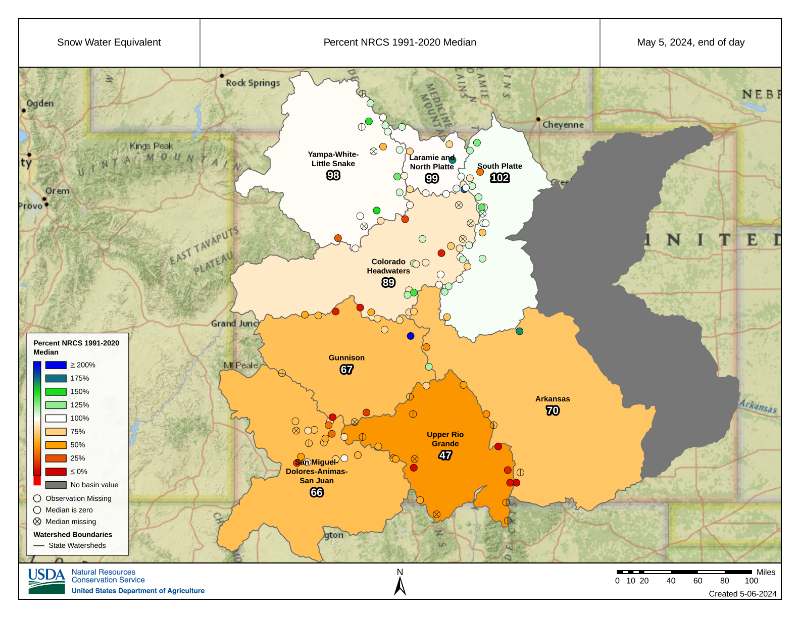 Snow Water Equivalent
Percent NRCS 1991-2020 Median
May 5, 2024, end of day
Rock Springs
Ogden
Cheyenne
Kings Peak
UINTA MOUNTAINS
Orem
Provo
EAST TAVAPUTS
PLATEAU
MEDICINE
UNITED
Yampa-White-
Little Snake
98
Laramie and
North Platte
99
South Platte
102
Colorado
Headwaters
89
Grand Junc
Mt Peale
Gunnison
67
Arkansas
70
Arkansas
Upper Rio
Grande
47
San Miguel-
Dolores-Animas-
San Juan
66
gton
Percent NRCS 1991-2020
Median
≥ 200%
175%
150%
125%
100%
75%
50%
25%
≤ 0%
No basin value
Observation Missing
Median is zero
Median missing
Watershed Boundaries
State Watersheds
USDA
Natural Resources
Conservation Service
United States Department of Agriculture
N
Miles
0 10 20 40 60 80 100
Created 5-06-2024